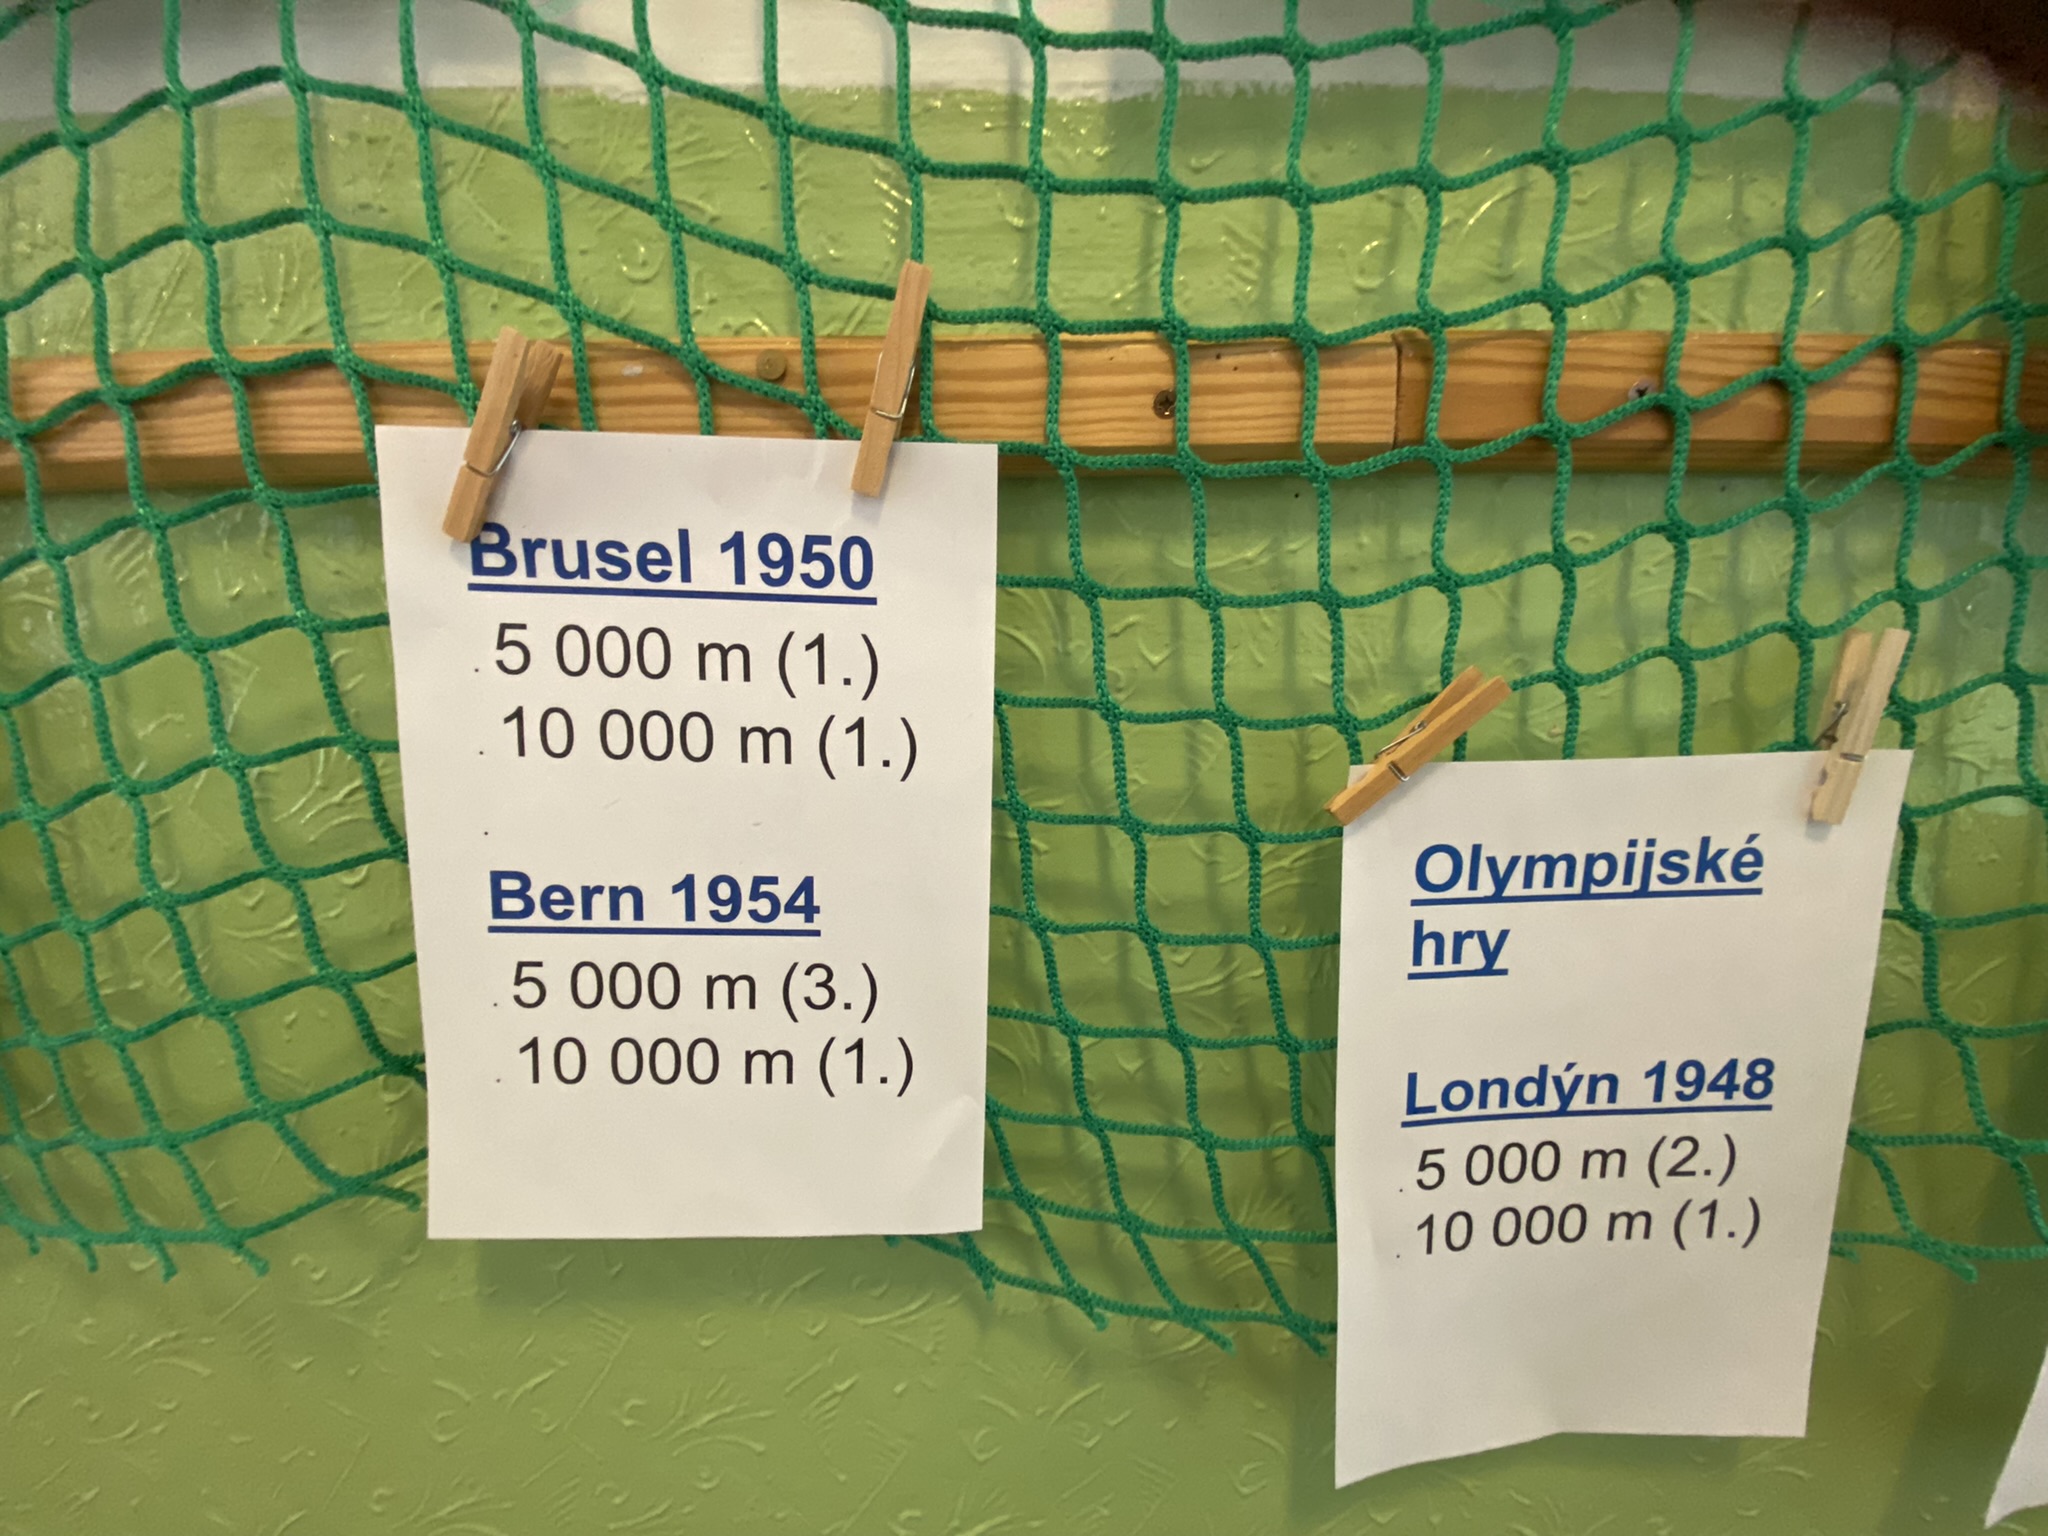 Brusel 1950
. 5 000 m (1.)
. 10 000 m (1.)
.
Bern 1954
. 5 000 m (3.)
. 10 000 m (1.)
Olympijské
hry
Londýn 1948
. 5 000 m (2.)
. 10 000 m (1.)